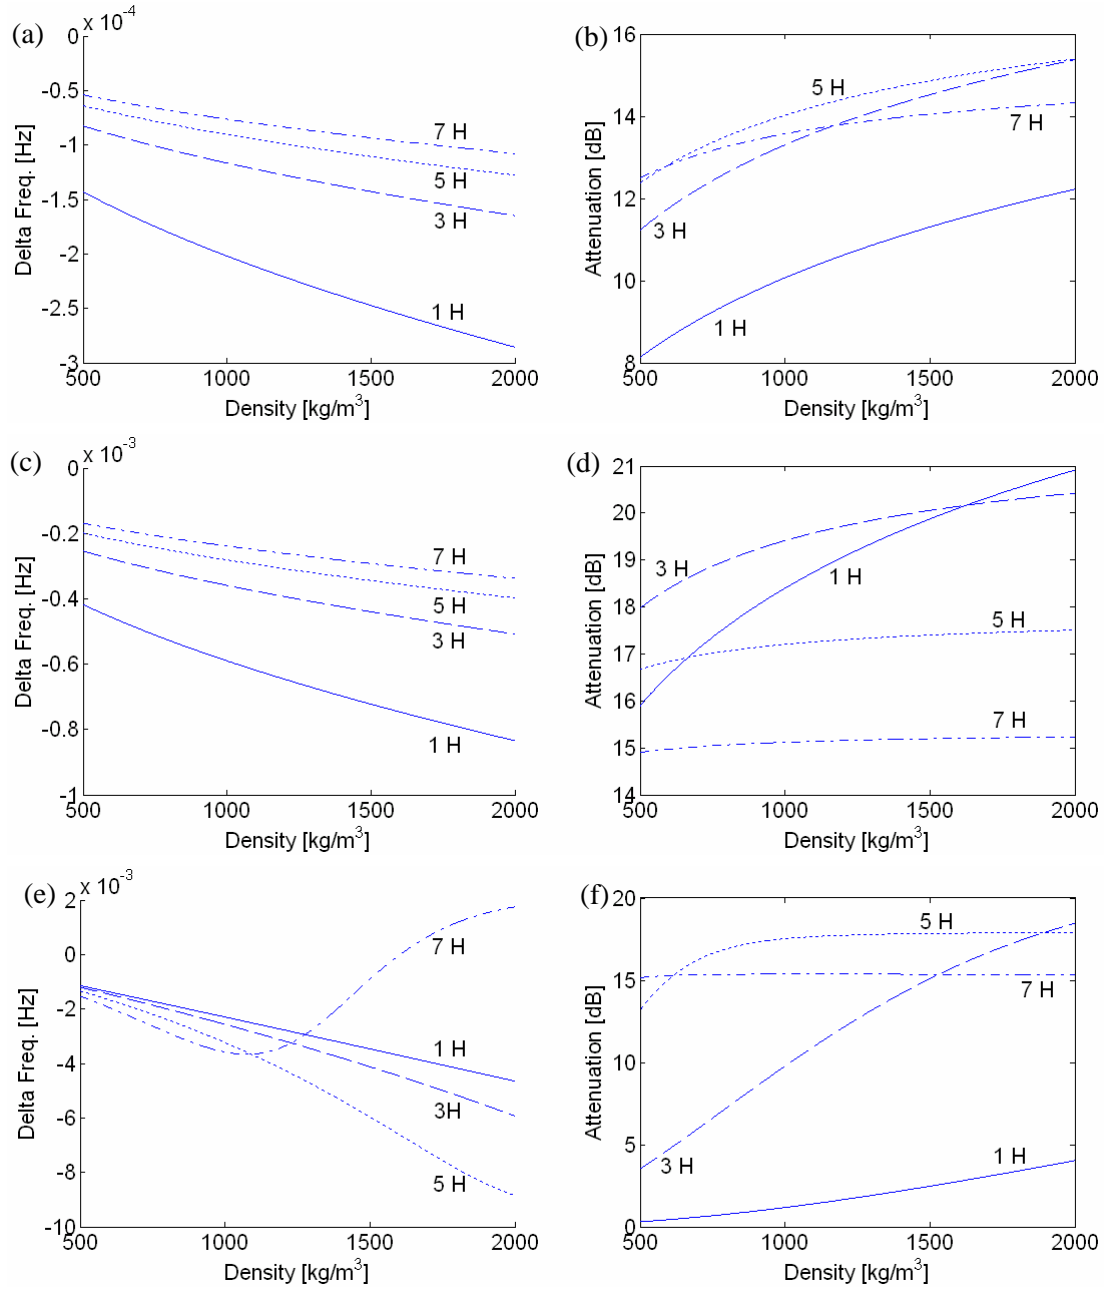 (a)
x 10-4
0
-0.5
-1
-1.5
-2
-2.5
-3
Delta Freq. [Hz]
7 H
5 H
3 H
1 H
500
1000
1500
2000
Density [kg/m3]
(b)
16
14
12
10
8
Attenuation [dB]
5 H
7 H
3 H
1 H
500
1000
1500
2000
Density [kg/m3]
(c)
x 10-3
0
-0.2
-0.4
-0.6
-0.8
-1
Delta Freq. [Hz]
7 H
5 H
3 H
1 H
500
1000
1500
2000
Density [kg/m3]
(d)
21
20
19
18
17
16
15
14
Attenuation [dB]
3 H
1 H
5 H
7 H
500
1000
1500
2000
Density [kg/m3]
(e)
x 10-3
2
0
-2
-4
-6
-8
-10
Delta Freq. [Hz]
7 H
1 H
3H
5 H
500
1000
1500
2000
Density [kg/m3]
(f)
20
15
10
5
0
Attenuation [dB]
5 H
7 H
3 H
1 H
500
1000
1500
2000
Density [kg/m3]